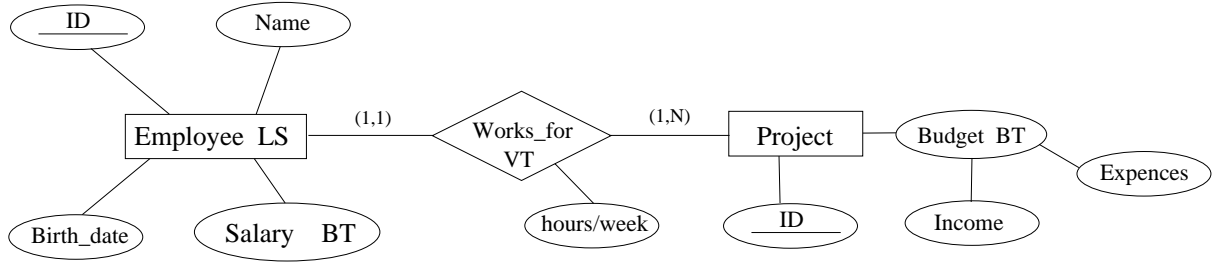 ID
Name
Employee LS
(1,1)
Works_for
VT
(1,N)
Project
Budget BT
Expences
Birth_date
Salary BT
hours/week
ID
Income